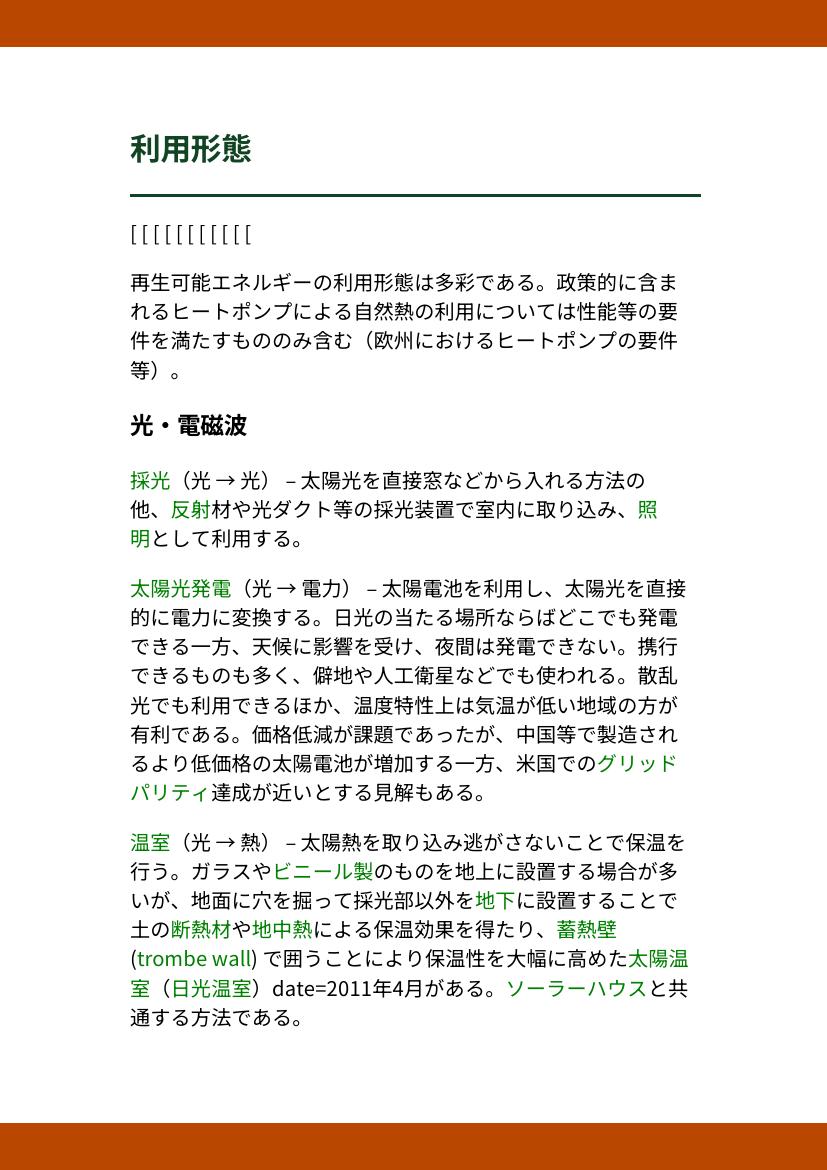 利用形態
[ [ [ [ [ [ [ [ [ [ [
再生可能エネルギーの利用形態は多彩である。政策的に含ま
れるヒートポンプによる自然熱の利用については性能等の要
件を満たすもののみ含む（欧州におけるヒートポンプの要件
等）。
光・電磁波
採光（光 → 光） – 太陽光を直接窓などから入れる方法の
他、反射材や光ダクト等の採光装置で室内に取り込み、照
明として利用する。
太陽光発電（光 → 電力） – 太陽電池を利用し、太陽光を直接
的に電力に変換する。日光の当たる場所ならばどこでも発電
できる一方、天候に影響を受け、夜間は発電できない。携行
できるものも多く、僻地や人工衛星などでも使われる。散乱
光でも利用できるほか、温度特性上は気温が低い地域の方が
有利である。価格低減が課題であったが、中国等で製造され
るより低価格の太陽電池が増加する一方、米国でのグリッド
パリティ達成が近いとする見解もある。
温室（光 → 熱） – 太陽熱を取り込み逃がさないことで保温を
行う。ガラスやビニール製のものを地上に設置する場合が多
いが、地面に穴を掘って採光部以外を地下に設置することで
土の断熱材や地中熱による保温効果を得たり、蓄熱壁
(trombe wall) で囲うことにより保温性を大幅に高めた太陽温
室（日光温室）date=2011年4月がある。ソーラーハウスと共
通する方法である。